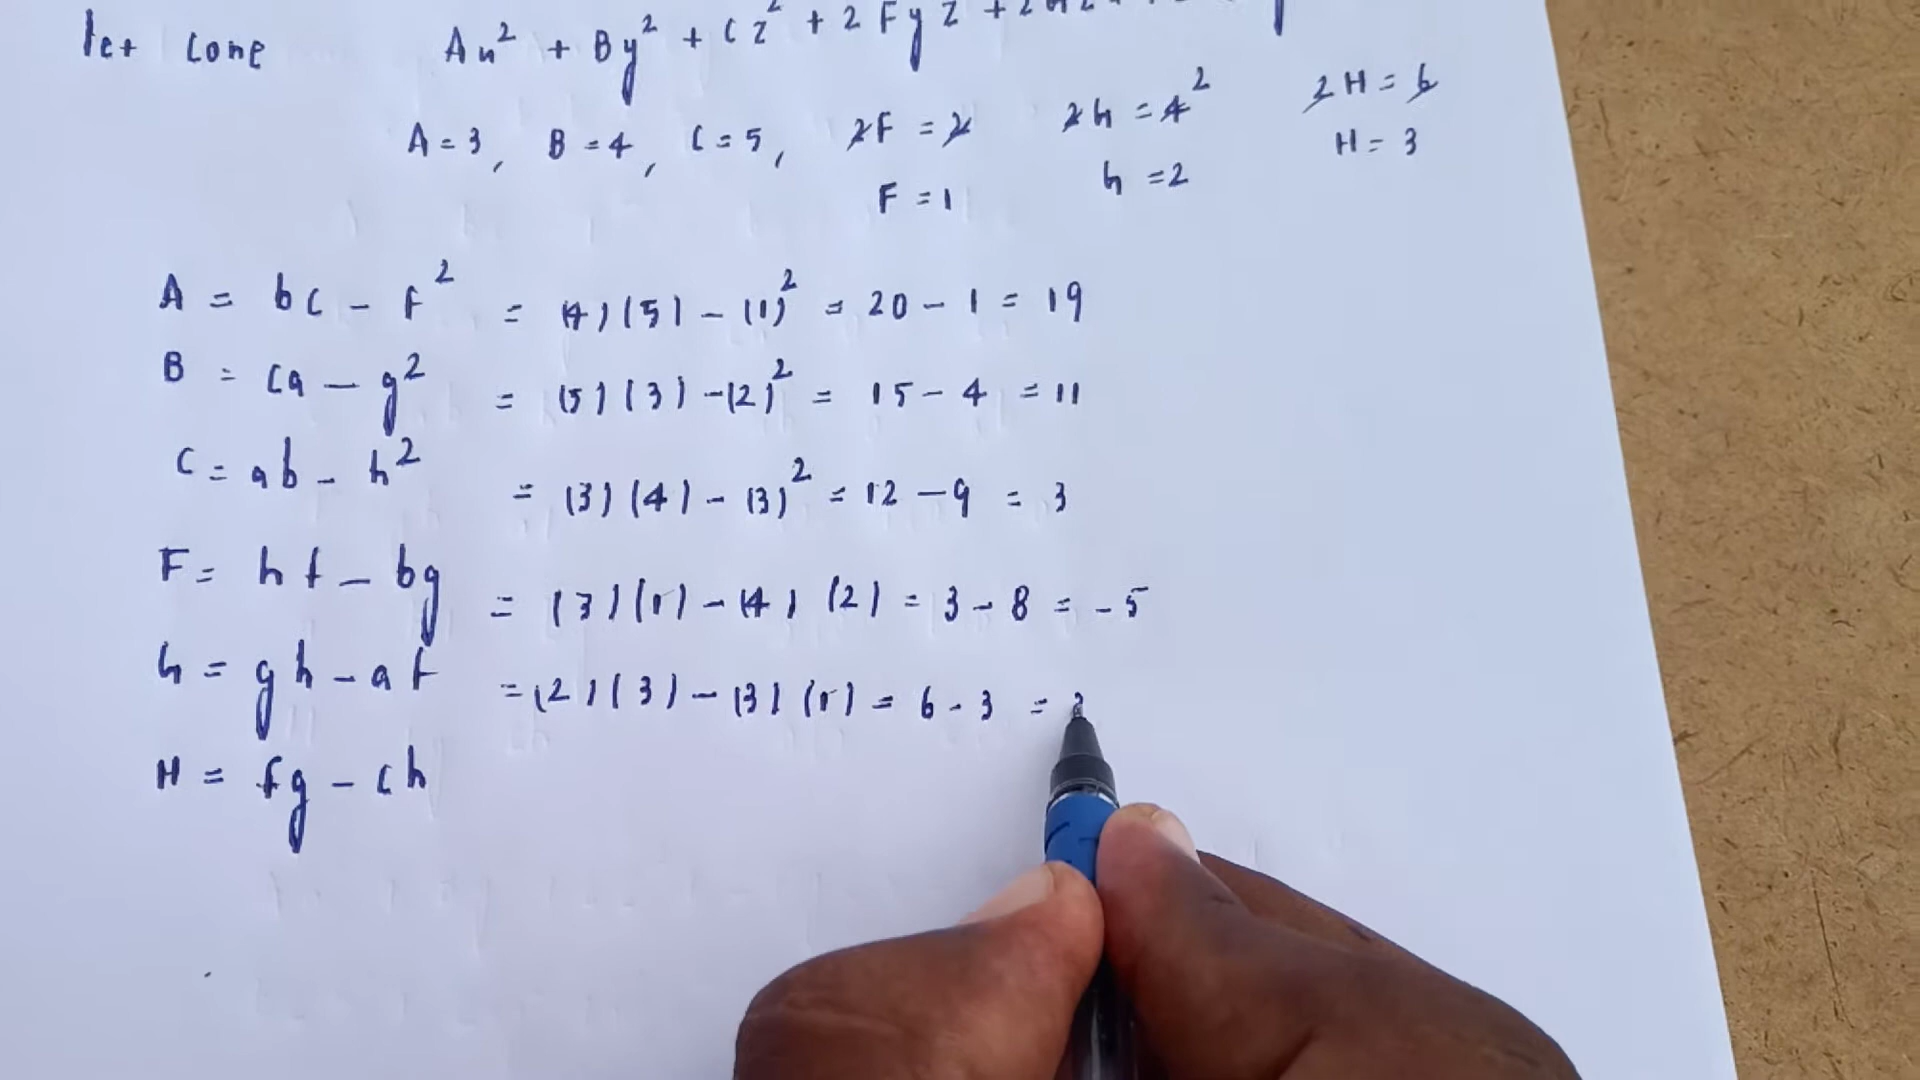 let cone Ax² + By² + Cz² + 2Fyz +
A = 3, B = 4, C = 5, 2F = 2 2G = 4 2 2H = 6
F = 1 G = 2 H = 3
A = bc - f² = (4)(5) - (1)² = 20 - 1 = 19
B = ca - g² = (5)(3) - (2)² = 15 - 4 = 11
C = ab - h² = (3)(4) - (3)² = 12 - 9 = 3
F = hf - bg = (3)(1) - (4)(2) = 3 - 8 = -5
G = gh - af = (2)(3) - (3)(1) = 6 - 3 =
H = fg - ch